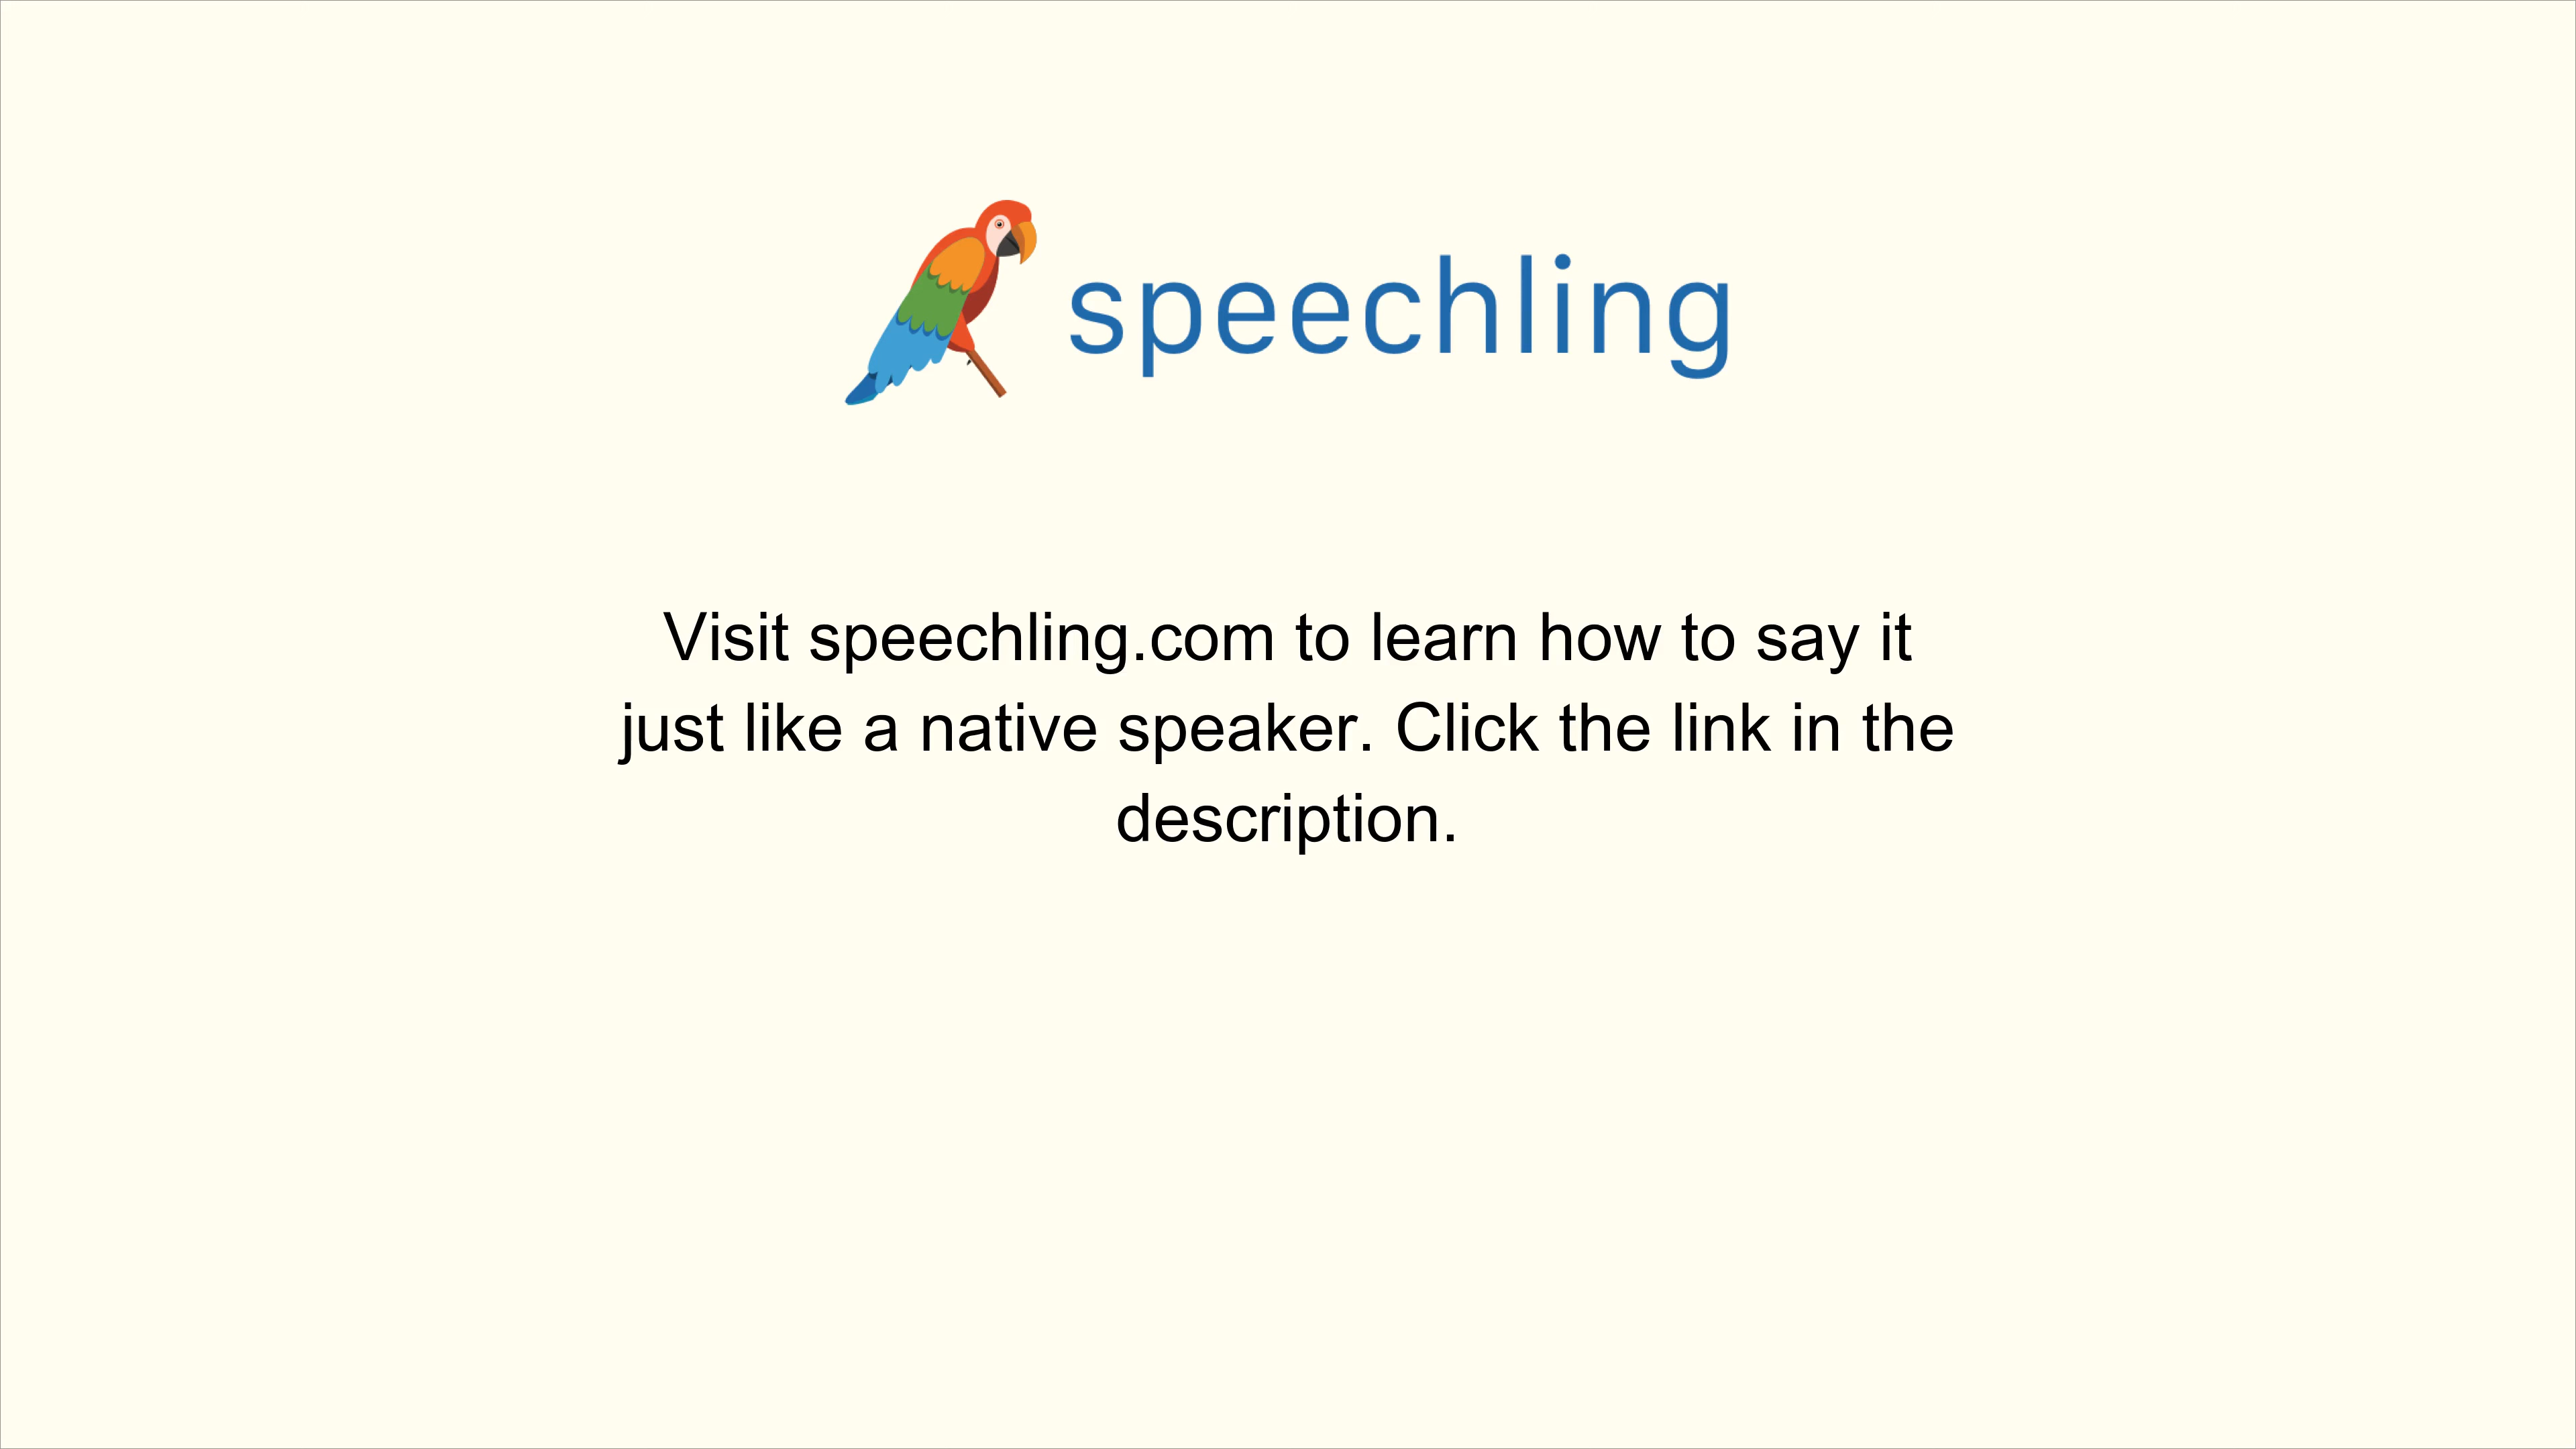 speechling
Visit speechling.com to learn how to say it
just like a native speaker. Click the link in the
description.